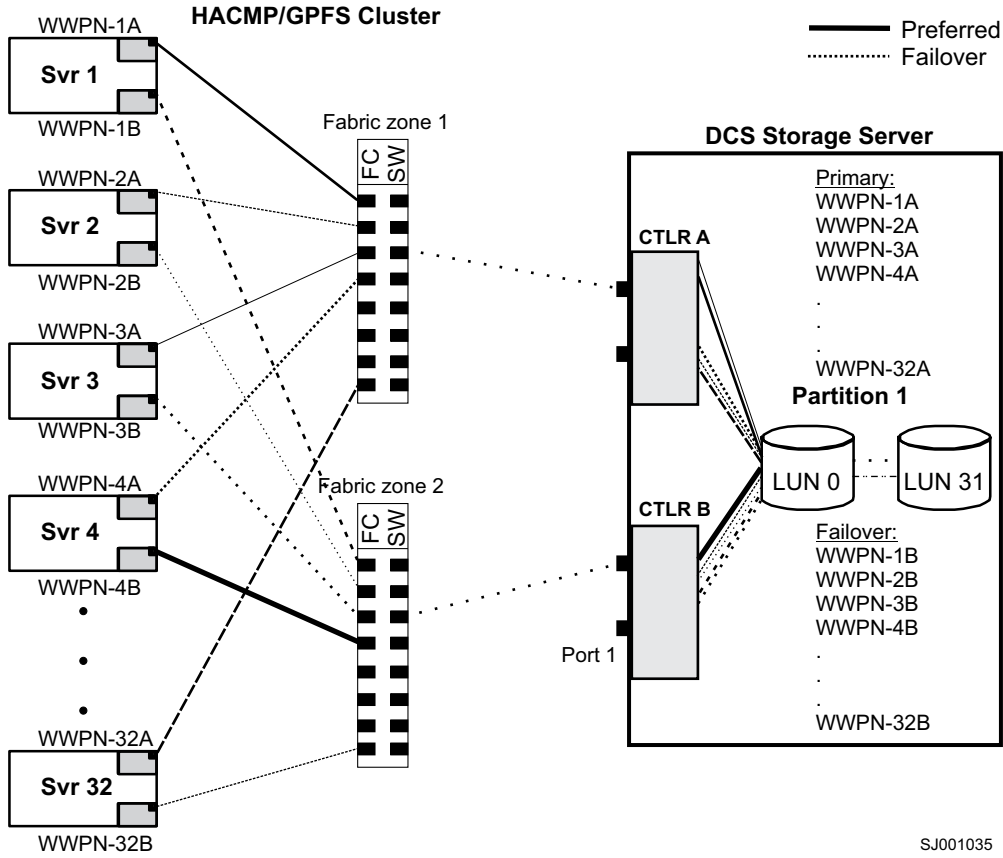 HACMP/GPFS Cluster
Preferred
Failover
WWPN-1A
Svr 1
WWPN-1B
WWPN-2A
Svr 2
WWPN-2B
WWPN-3A
Svr 3
WWPN-3B
WWPN-4A
Svr 4
WWPN-4B
WWPN-32A
Svr 32
WWPN-32B
Fabric zone 1
FC
SW
Fabric zone 2
FC
SW
DCS Storage Server
CTLR A
CTLR B
Port 1
Primary:
WWPN-1A
WWPN-2A
WWPN-3A
WWPN-4A
.
.
.
WWPN-32A
Partition 1
LUN 0
LUN 31
Failover:
WWPN-1B
WWPN-2B
WWPN-3B
WWPN-4B
.
.
.
WWPN-32B
SJ001035